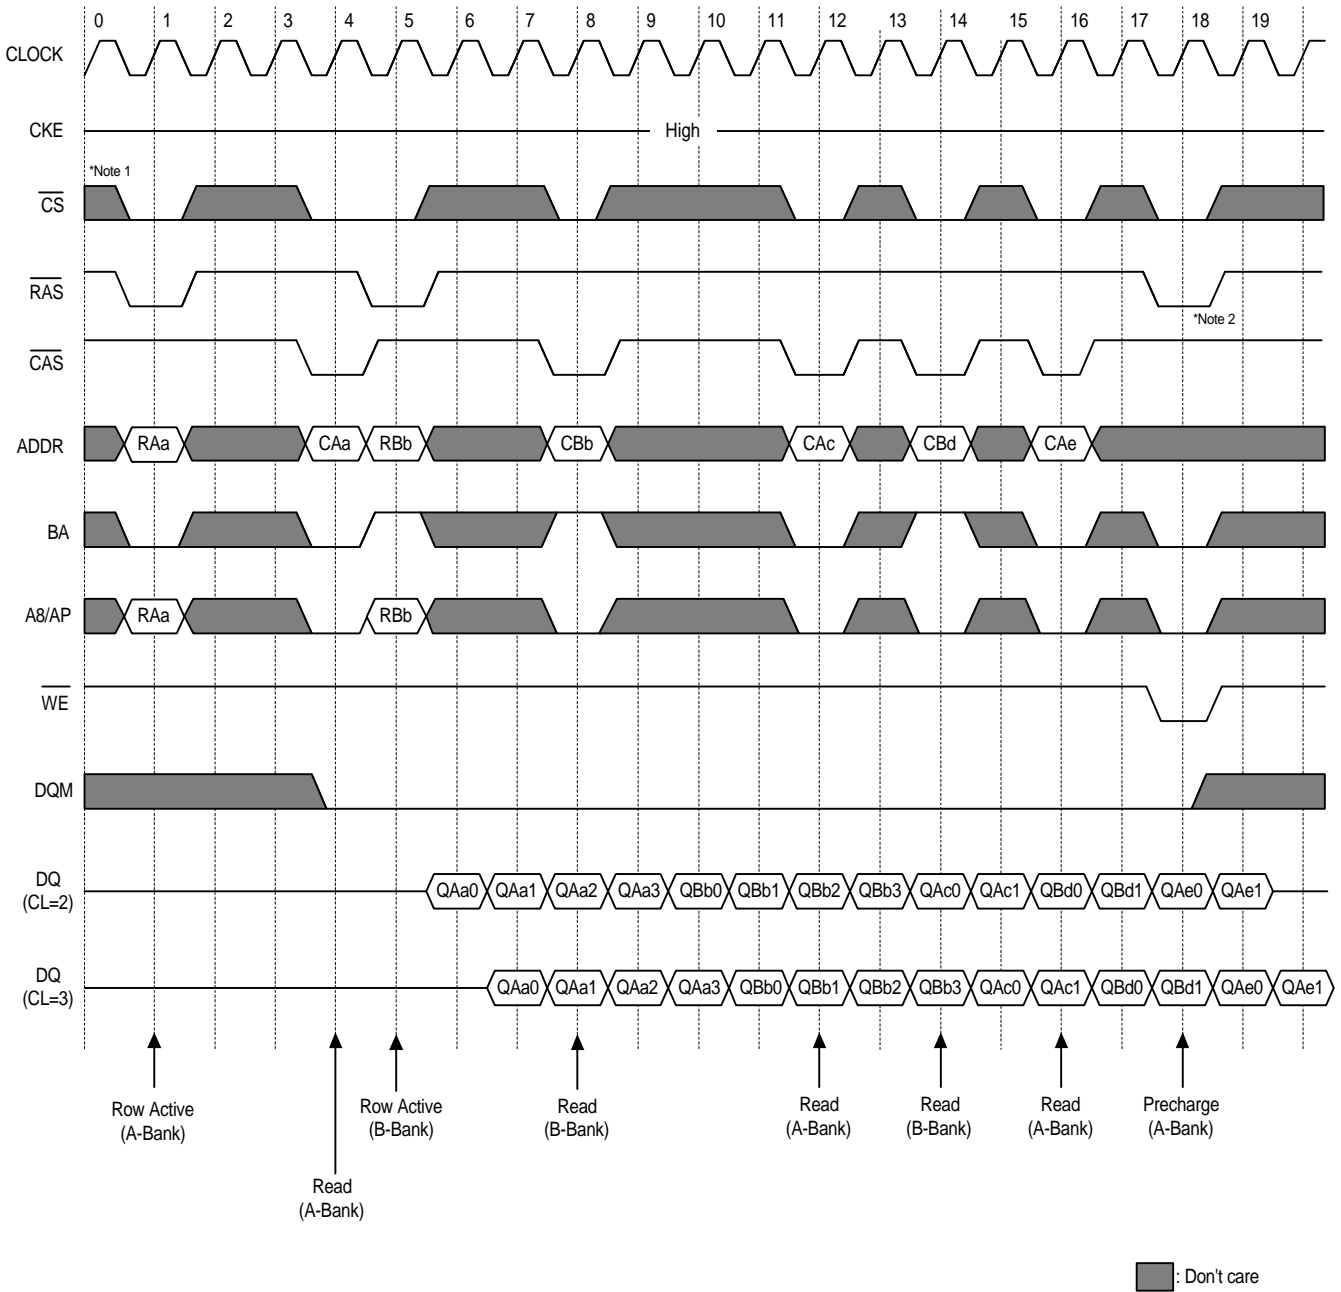 0 1 2 3 4 5 6 7 8 9 10 11 12 13 14 15 16 17 18 19
CLOCK
CKE High
*Note 1
CS
RAS
*Note 2
CAS
ADDR RAa CAa RBb CBb CAc CBd CAe
BA
A8/AP RAa RBb
WE
DQM
DQ
(CL=2) QAa0 QAa1 QAa2 QAa3 QBb0 QBb1 QBb2 QBb3 QAc0 QAc1 QBd0 QBd1 QAe0 QAe1
DQ
(CL=3) QAa0 QAa1 QAa2 QAa3 QBb0 QBb1 QBb2 QBb3 QAc0 QAc1 QBd0 QBd1 QAe0 QAe1
Row Active
(A-Bank)
Read
(A-Bank)
Row Active
(B-Bank)
Read
(B-Bank)
Read
(A-Bank)
Read
(B-Bank)
Read
(A-Bank)
Precharge
(A-Bank)
: Don't care